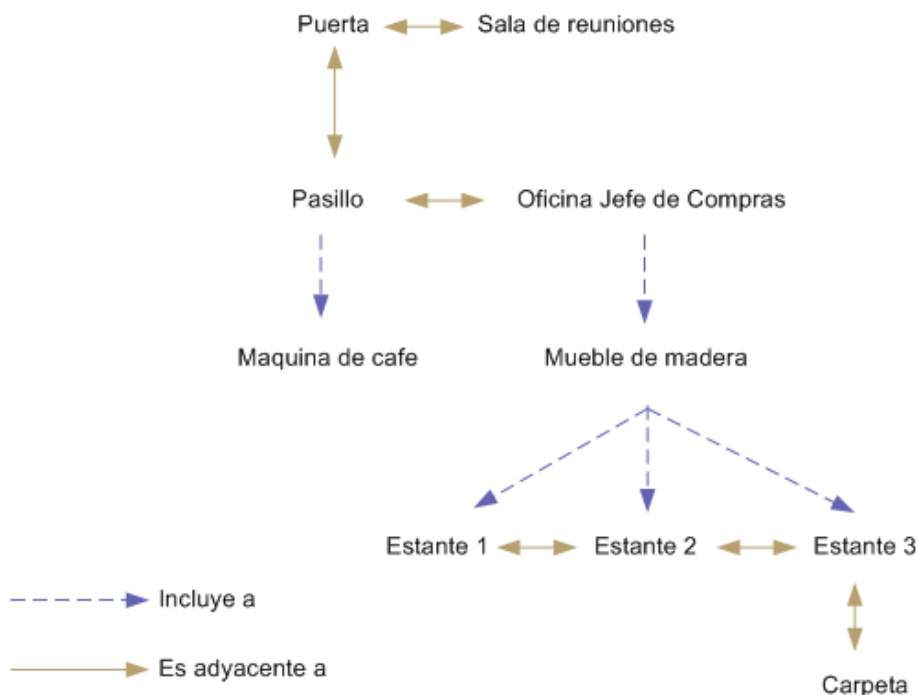 Puerta
Sala de reuniones
Pasillo
Oficina Jefe de Compras
Maquina de cafe
Mueble de madera
Estante 1
Estante 2
Estante 3
Incluye a
Es adyacente a
Carpeta